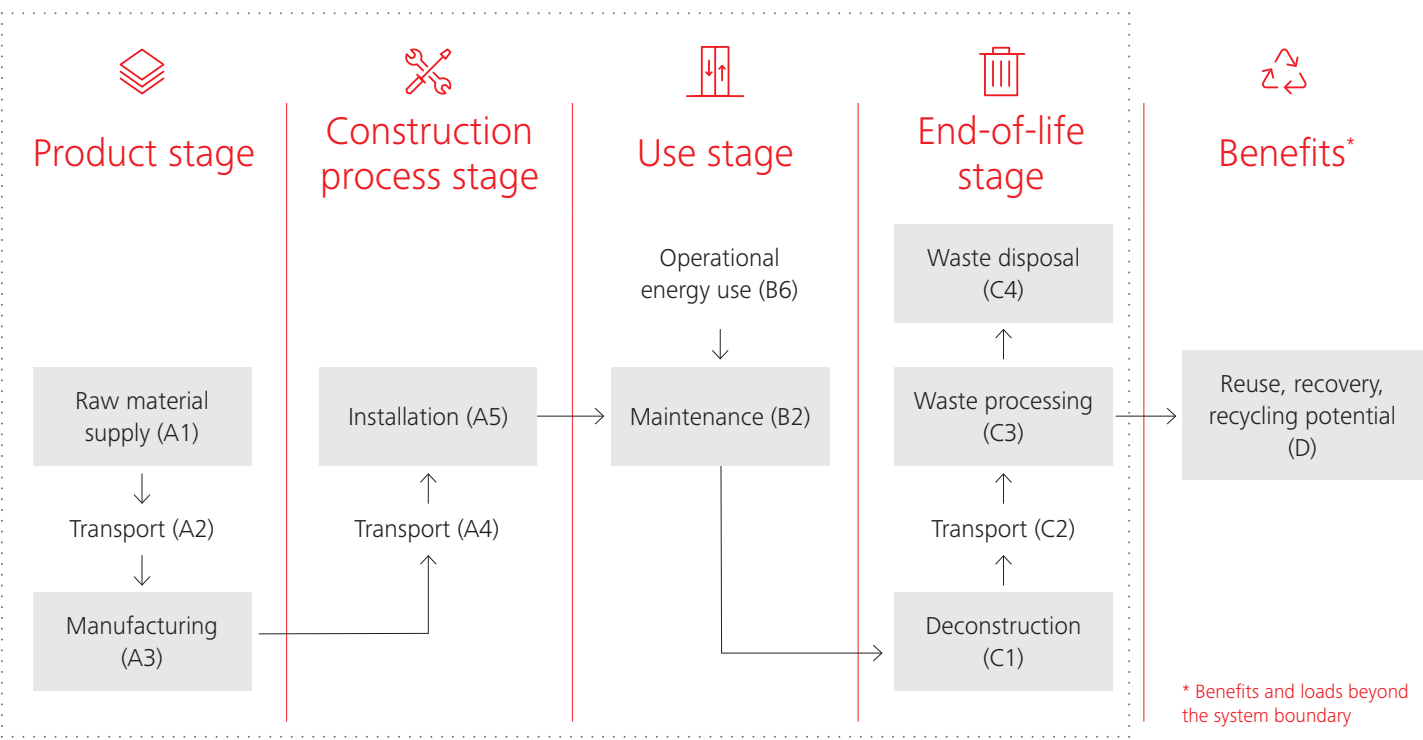 Product stage
Raw material
supply (A1)
Transport (A2)
Manufacturing
(A3)
Construction
process stage
Installation (A5)
Transport (A4)
Use stage
Operational
energy use (B6)
Maintenance (B2)
End-of-life
stage
Waste disposal
(C4)
Waste processing
(C3)
Transport (C2)
Deconstruction
(C1)
Benefits*
Reuse, recovery,
recycling potential
(D)
* Benefits and loads beyond
the system boundary